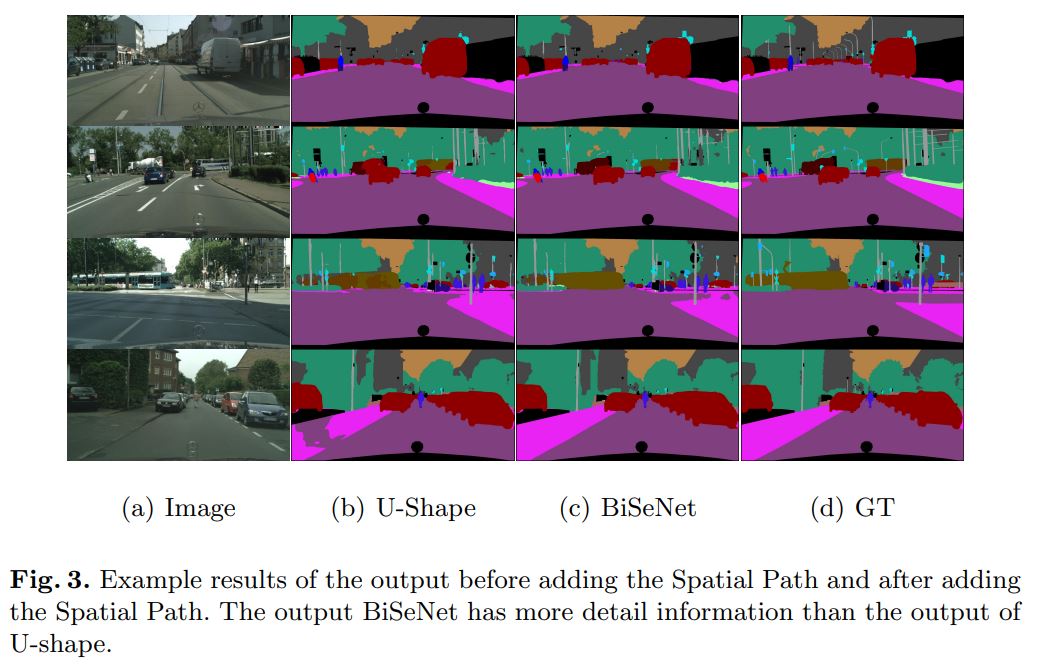 (a) Image (b) U-Shape (c) BiSeNet (d) GT
Fig. 3. Example results of the output before adding the Spatial Path and after adding
the Spatial Path. The output BiSeNet has more detail information than the output of
U-shape.